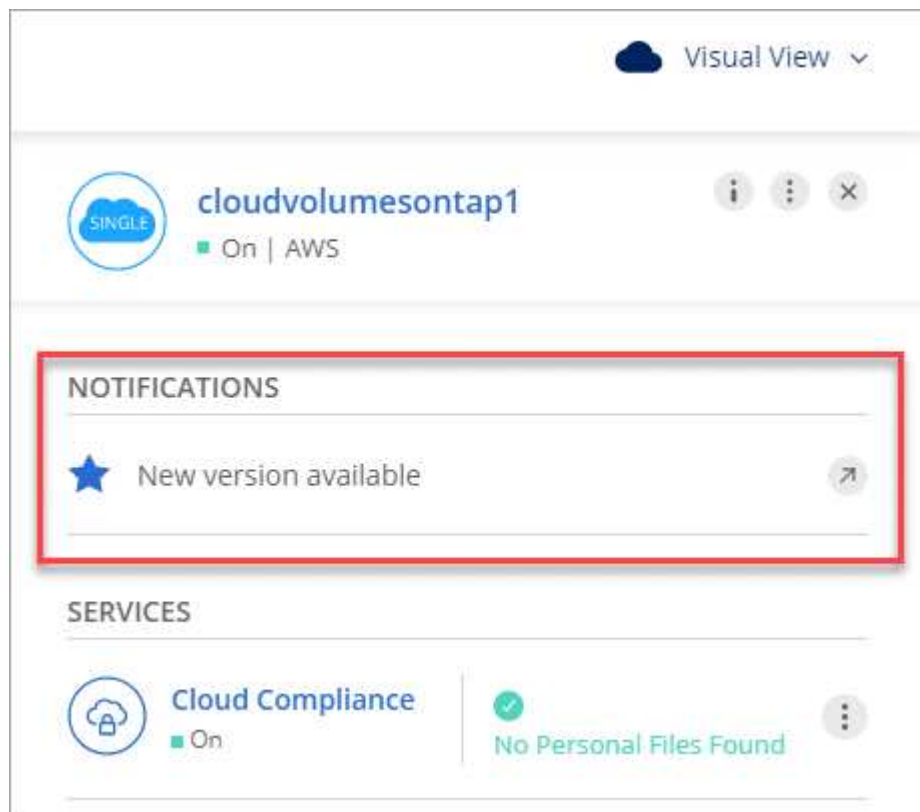 Visual View
SINGLE
cloudvolumesontap1
On | AWS
NOTIFICATIONS
New version available
SERVICES
Cloud Compliance
On
No Personal Files Found